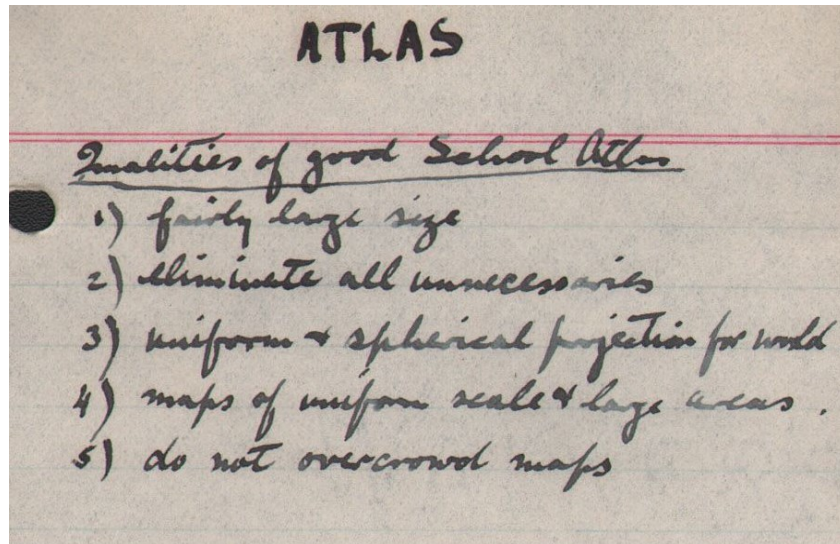 ATLAS
Qualities of good School Atlas
1) fairly large size
2) eliminate all unnecessaries
3) uniform & spherical projection for world
4) maps of uniform scale & large areas.
5) do not overcrowd maps